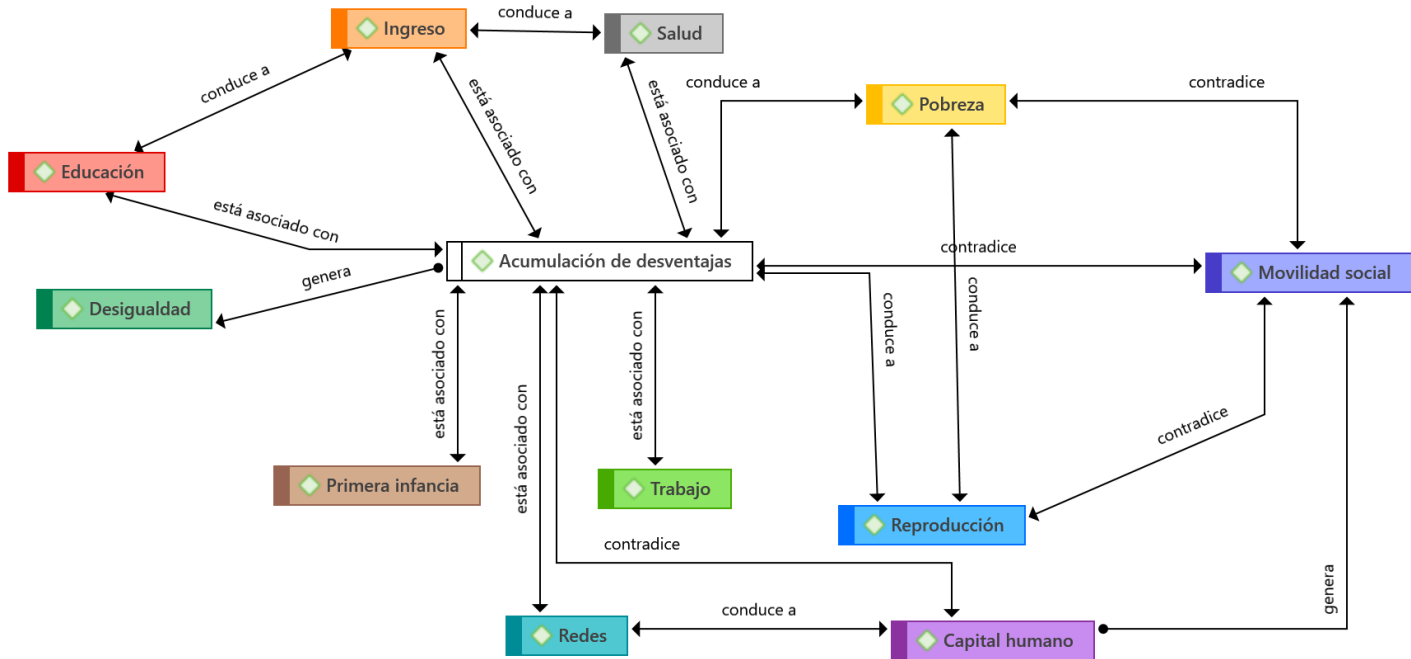 conduce a
Ingreso
Salud
conduce a
está asociado con
está asociado con
conduce a
contradice
Pobreza
Educación
está asociado con
contradice
Acumulación de desventajas
Movilidad social
genera
Desigualdad
conduce a
conduce a
está asociado con
está asociado con
está asociado con
contradice
Primera infancia
Trabajo
Reproducción
contradice
genera
conduce a
Redes
Capital humano